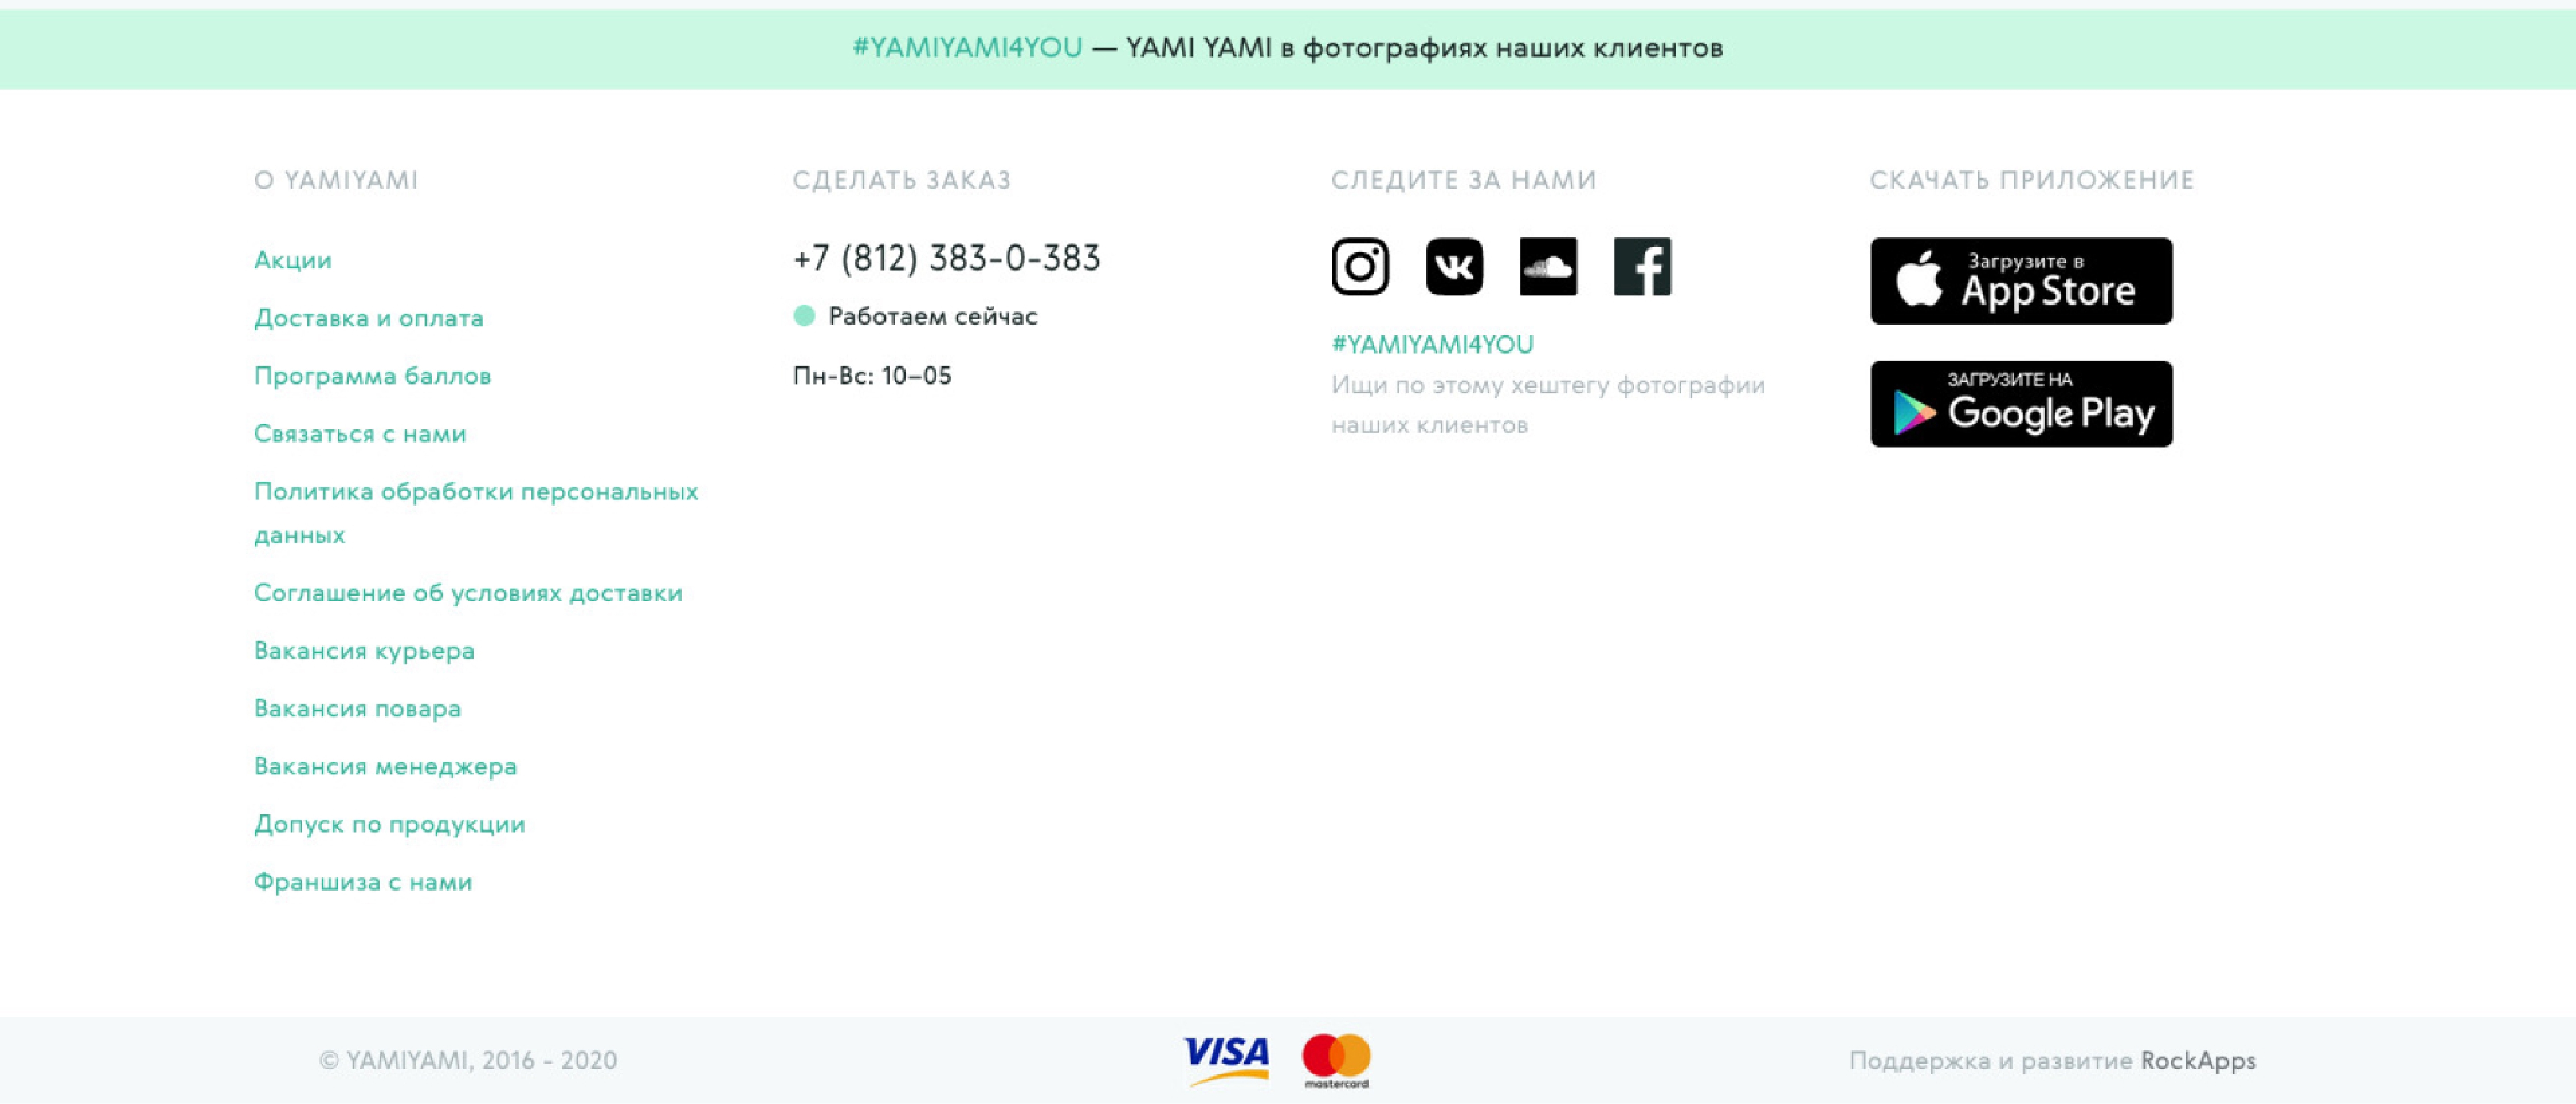 #YAMIYAMI4YOU — YAMI YAMI в фотографиях наших клиентов
О YAMIYAMI
Акции
Доставка и оплата
Программа баллов
Связаться с нами
Политика обработки персональных
данных
Соглашение об условиях доставки
Вакансия курьера
Вакансия повара
Вакансия менеджера
Допуск по продукции
Франшиза с нами
СДЕЛАТЬ ЗАКАЗ
+7 (812) 383-0-383
Работаем сейчас
Пн-Вс: 10–05
СЛЕДИТЕ ЗА НАМИ
#YAMIYAMI4YOU
Ищи по этому хештегу фотографии
наших клиентов
СКАЧАТЬ ПРИЛОЖЕНИЕ
Загрузите в
App Store
ЗАГРУЗИТЕ НА
Google Play
© YAMIYAMI, 2016 - 2020
VISA
mastercard
Поддержка и развитие RockApps